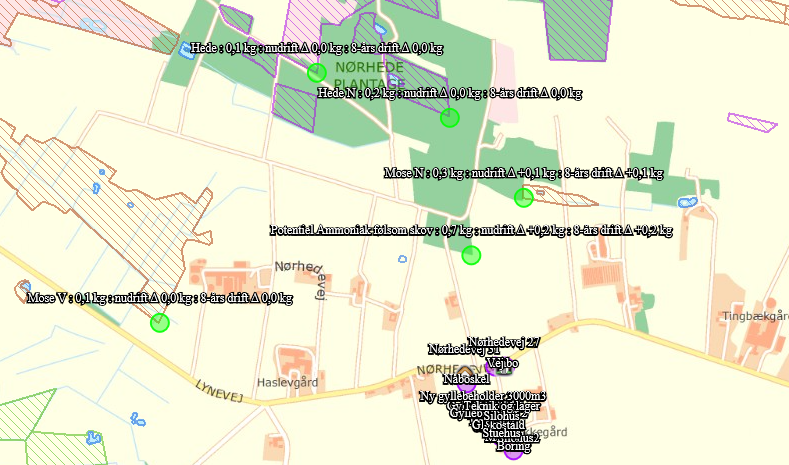 Hede : 0,1 kg : nudrift Δ 0,0 kg : 8-års drift Δ 0,0 kg
NØRHEDE
PLANTAGE
Hede N : 0,2 kg : nudrift Δ 0,0 kg : 8-års drift Δ 0,0 kg
Mose N : 0,3 kg : nudrift Δ +0,1 kg : 8-års drift Δ +0,1 kg
Potentiel Ammoniak-følsom skov : 0,7 kg : nudrift Δ +0,2 kg : 8-års drift Δ +0,2 kg
Nørhedevej
Mose V : 0,1 kg : nudrift Δ 0,0 kg : 8-års drift Δ 0,0 kg
Tingbækgård
Nørhedevej 27
Nørhedevej 31
Vejbo
Naboskel
LYNEVEJ
Haslevgård
Ny gyllebeholder 3000m3
Teknik og lager
Silohus
Stuehus
Boring